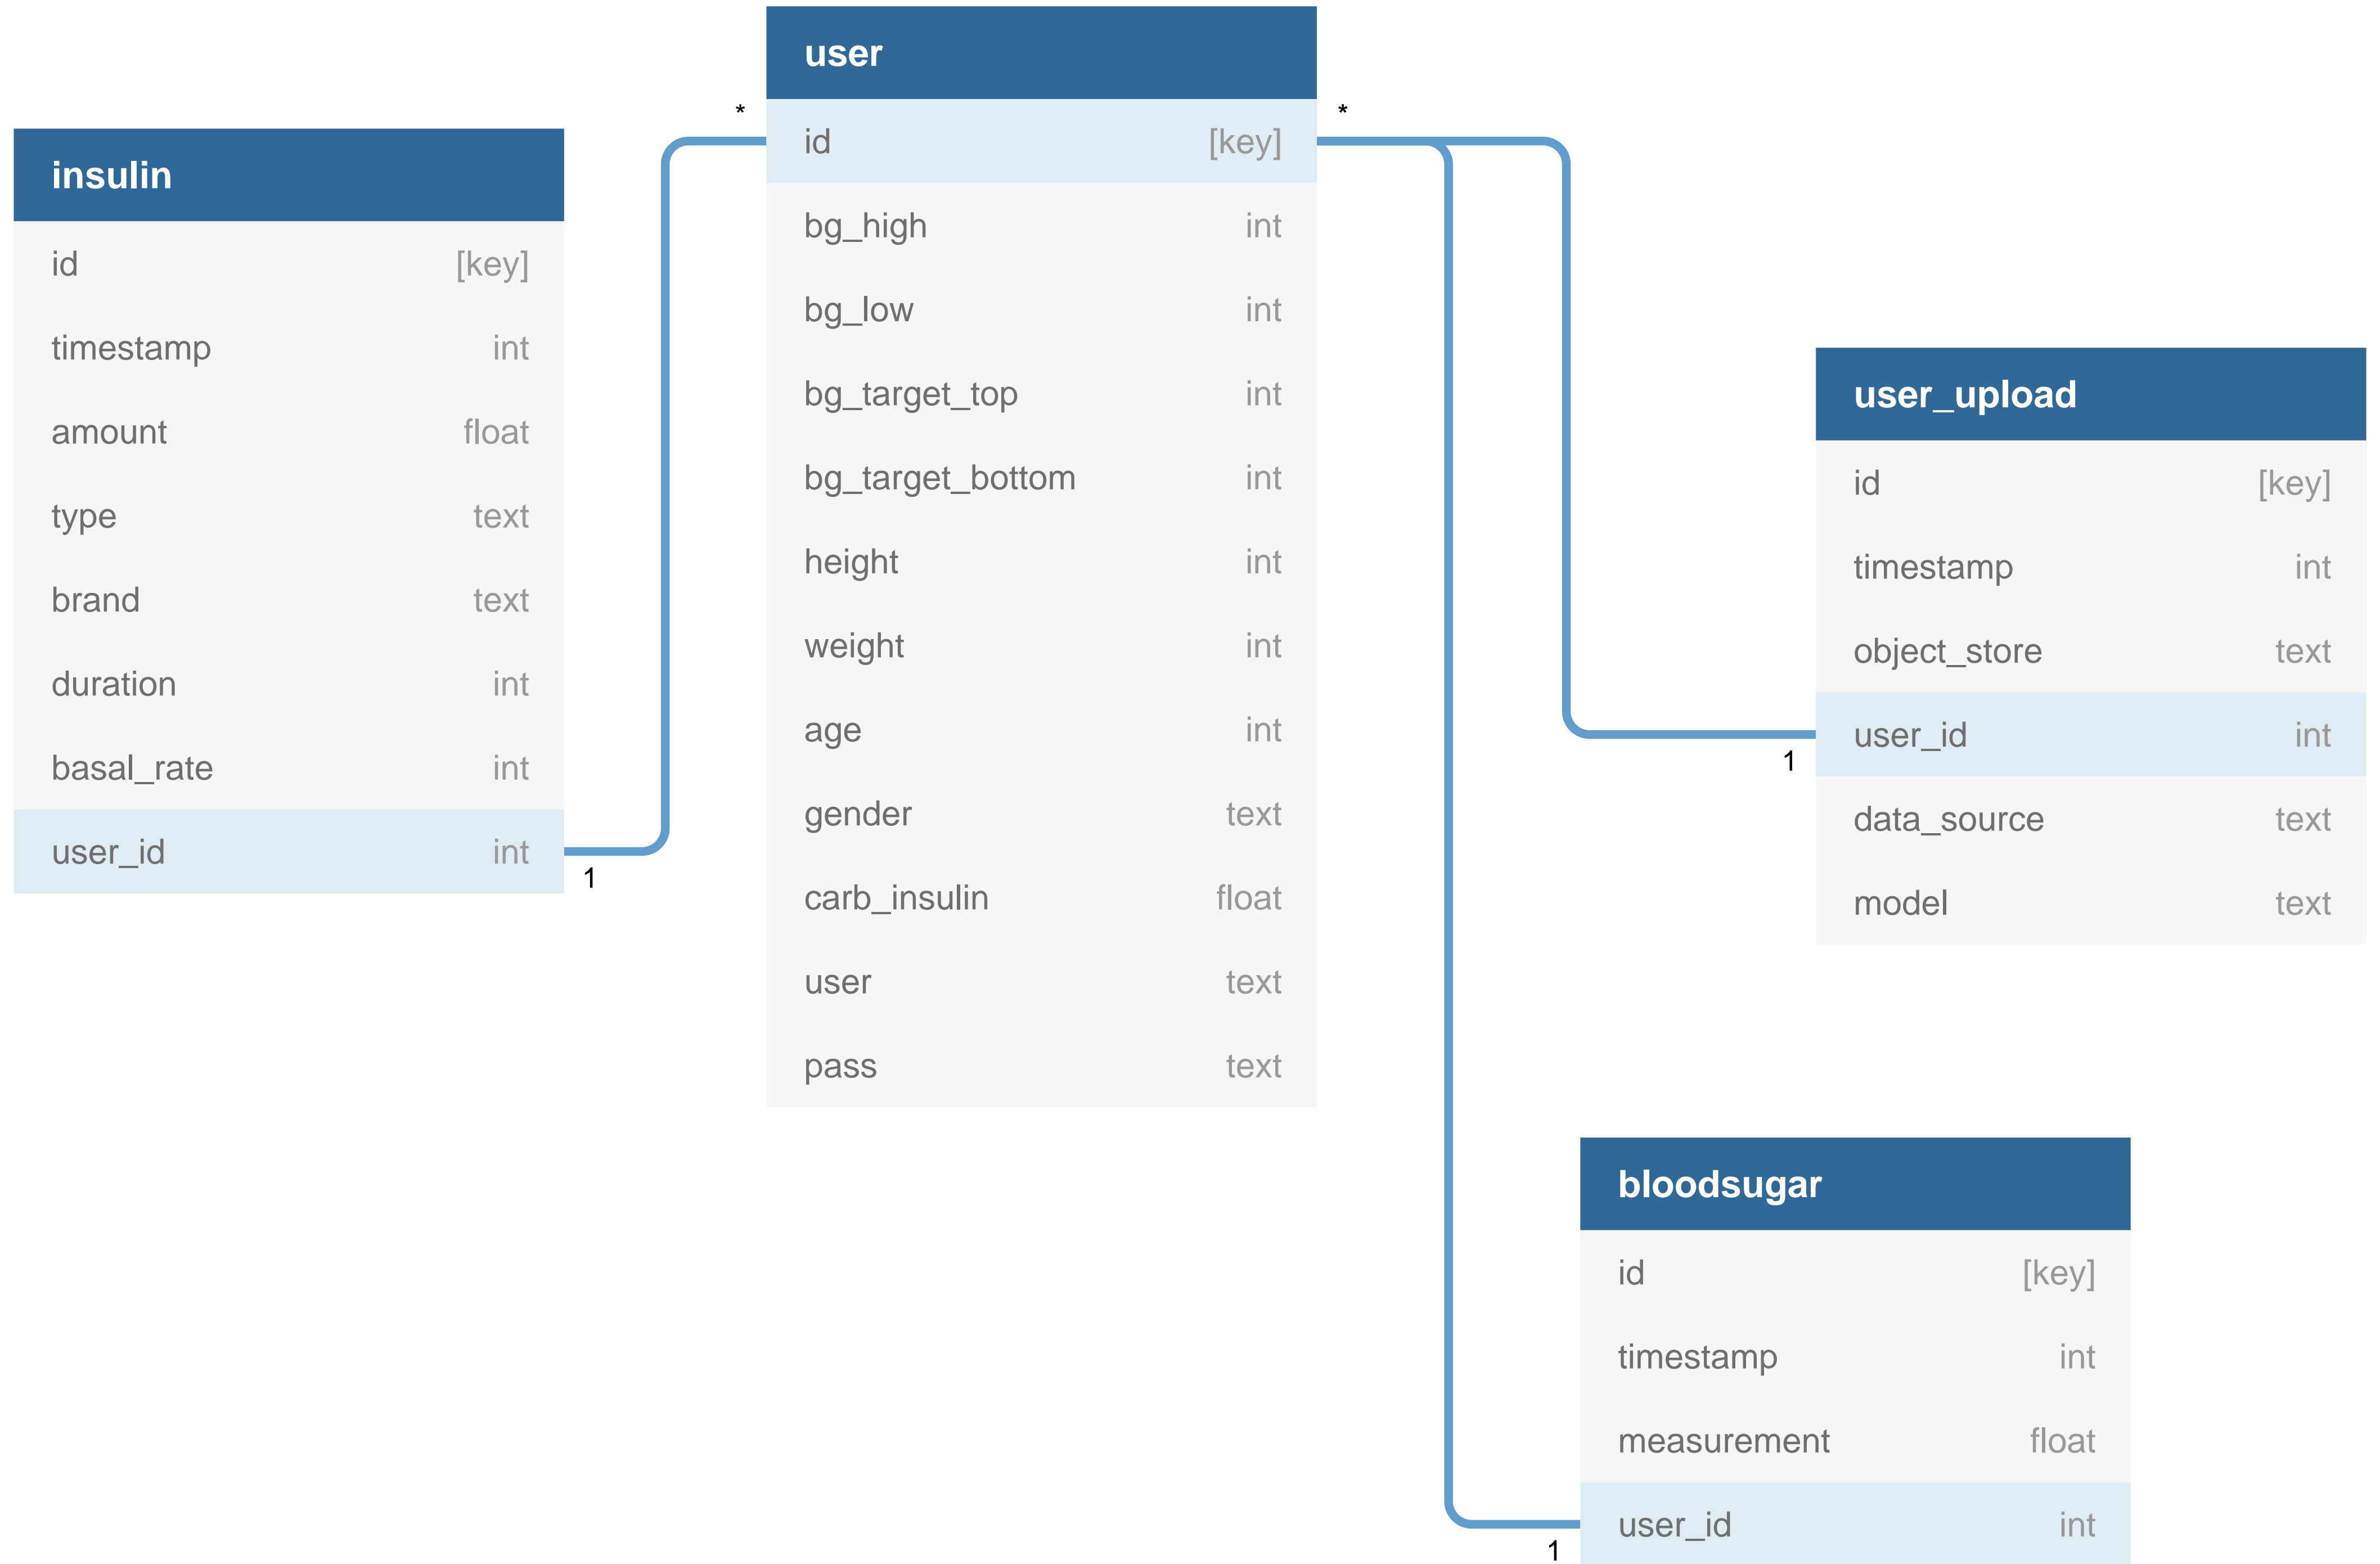 insulin
id [key]
timestamp int
amount float
type text
brand text
duration int
basal_rate int
user_id int
1
*
user
id [key]
bg_high int
bg_low int
bg_target_top int
bg_target_bottom int
height int
weight int
age int
gender text
carb_insulin float
user text
pass text
*
user_upload
id [key]
timestamp int
object_store text
user_id int
data_source text
model text
1
bloodsugar
id [key]
timestamp int
measurement float
user_id int
1